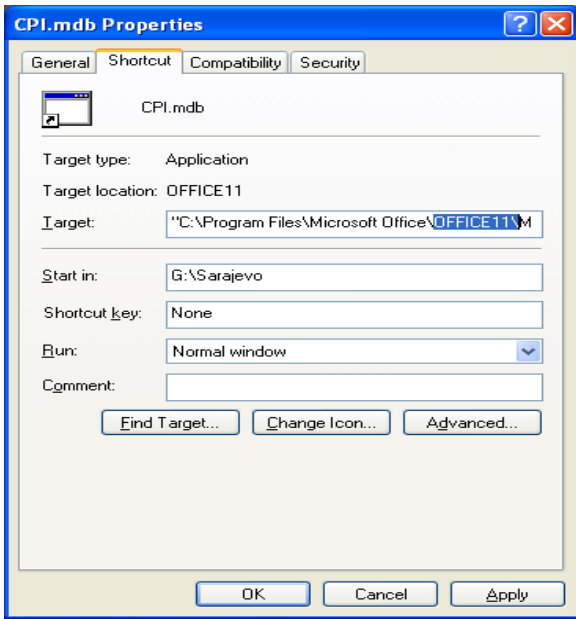 CPI.mdb Properties
General Shortcut Compatibility Security
CPI.mdb
Target type: Application
Target location: OFFICE11
Target: "C:\Program Files\Microsoft Office\OFFICE11\M
Start in: G:\Sarajevo
Shortcut key: None
Run: Normal window
Comment:
Find Target... Change Icon... Advanced...
OK Cancel Apply